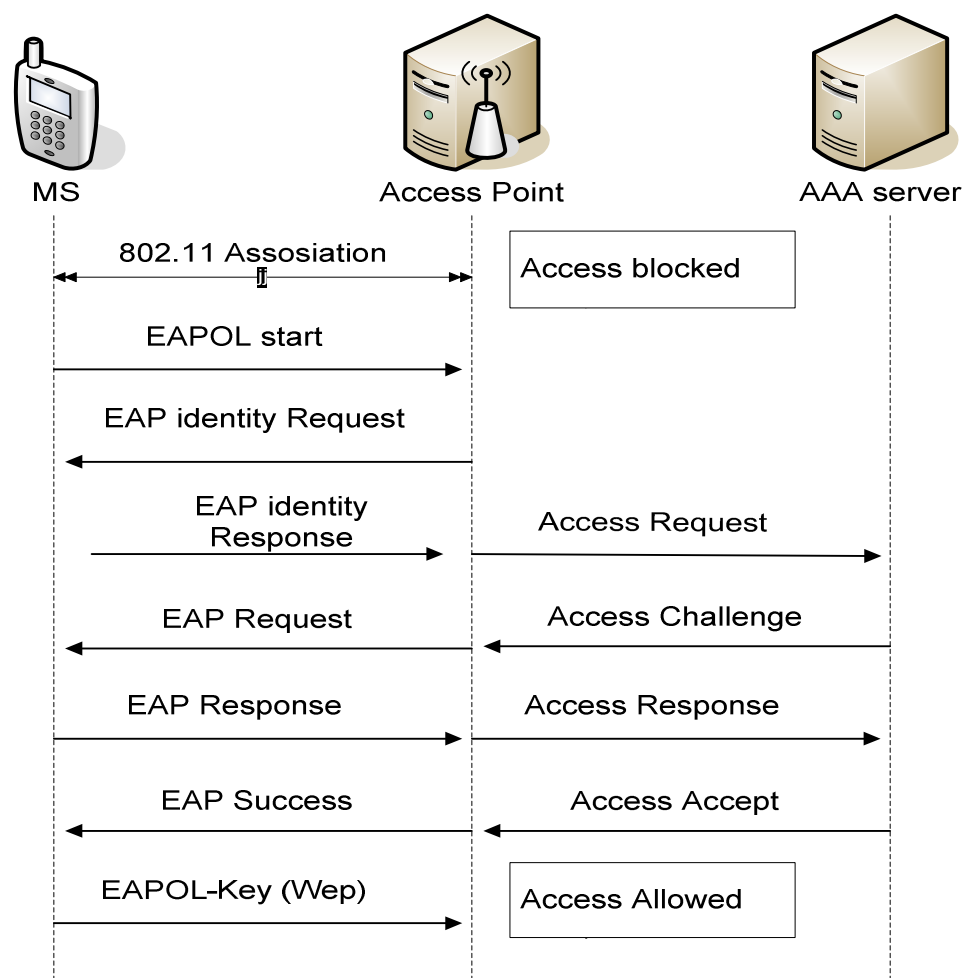 MS
Access Point
AAA server
802.11 Assosiation
Access blocked
EAPOL start
EAP identity Request
EAP identity
Response
Access Request
EAP Request
Access Challenge
EAP Response
Access Response
EAP Success
Access Accept
EAPOL-Key (Wep)
Access Allowed